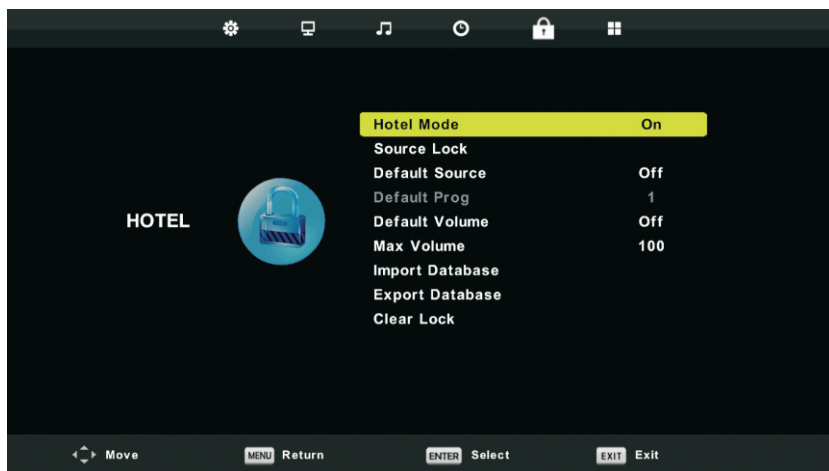 HOTEL
Hotel Mode On
Source Lock
Default Source Off
Default Prog 1
Default Volume Off
Max Volume 100
Import Database
Export Database
Clear Lock
Move MENU Return ENTER Select EXIT Exit